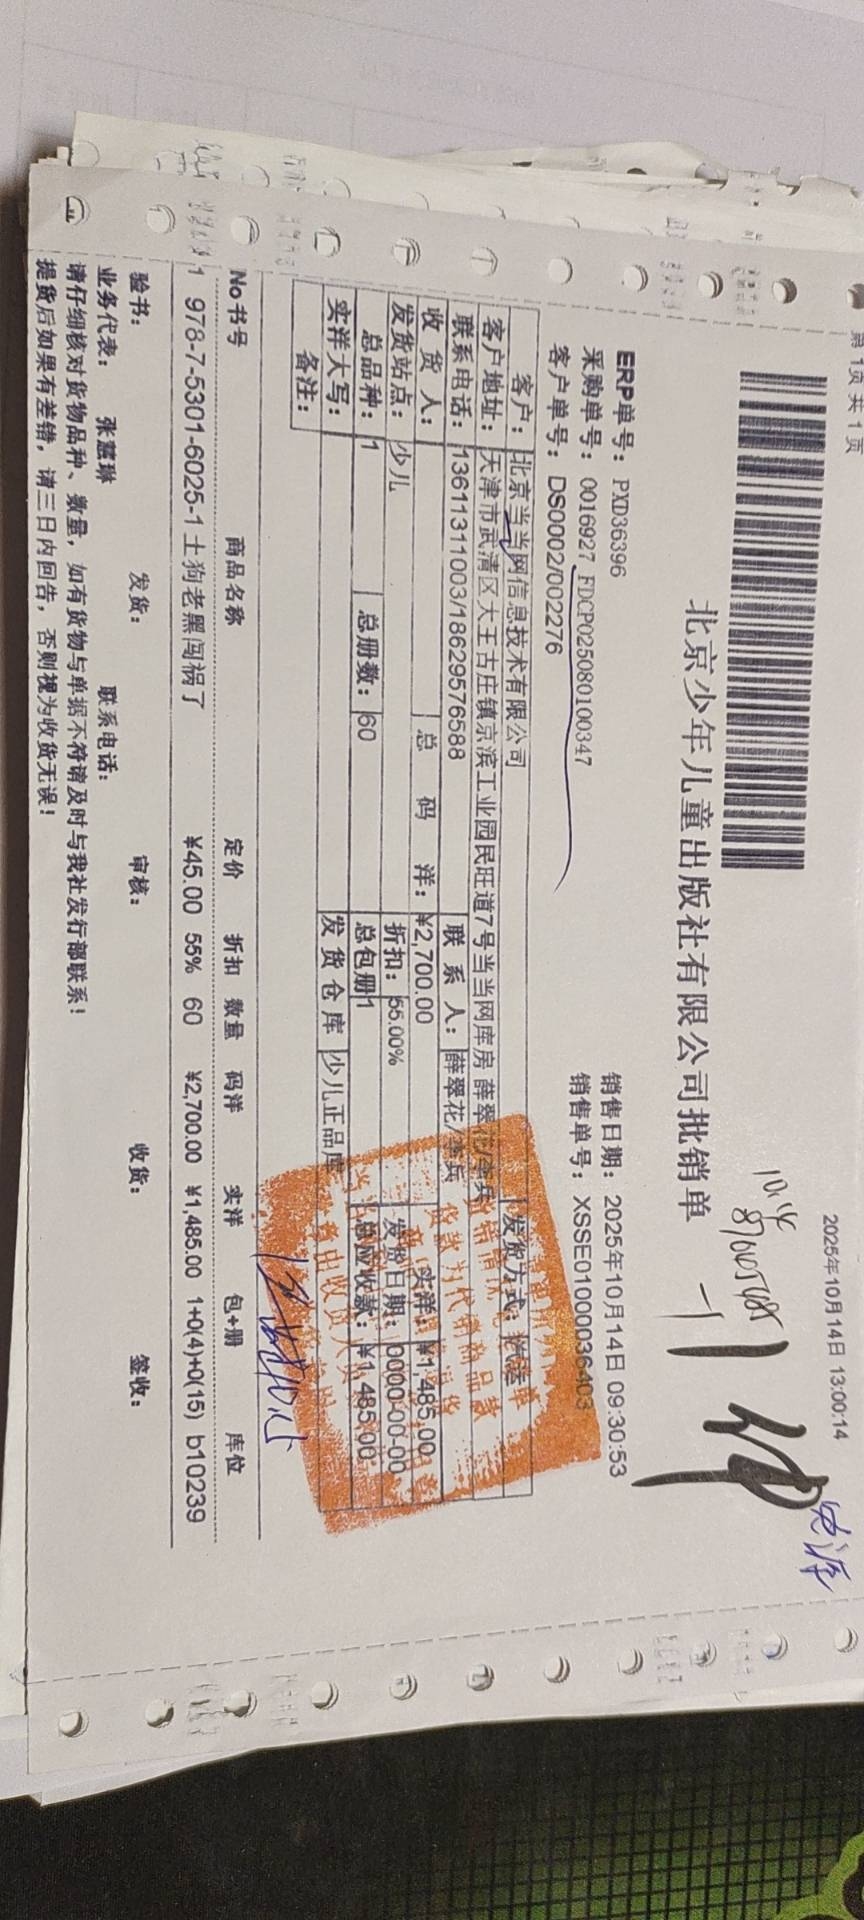 第 1页 共 1 页
2025年10月14日 13:00:14
北京少年儿童出版社有限公司批销单
10.14
ERP单号： PXD36396
销售日期： 2025年10月14日 09:30:53
采购单号： 0016927 FDCP025080100347
销售单号： XSSE01000036403
客户单号： DS0002/002276
客户： 北京当当网信息技术有限公司 发货方式：
客户地址： 天津市武清区大王古庄镇京滨工业园民旺道7号当当网库房 薛翠花/李兵
联系电话： 13611311003/18629576588 联 系 人： 薛翠花/李兵
收 货 人： 总 码 洋： ¥2,700.00 实洋： ¥1,485.00
发货站点： 少儿 折扣： 55.00% 发货日期： 0000-00-00
总品种： 1 总册数： 60 总包册 1 总应收款： ¥1,485.00
实洋大写： 发 货 仓 库 少儿正品库
备注：
No 书号 商品名称 定价 折扣 数量 码洋 实洋 包+册 库位
1 978-7-5301-6025-1 土狗老黑闯祸了 ¥45.00 55% 60 ¥2,700.00 ¥1,485.00 1+0(4)+0(15) b10239
验书： 发货： 审核： 收货： 签收：
业务代表： 张慧琳 联系电话：
请仔细核对货物品种、数量，如有货物与单据不符请及时与我社发行部联系！
提货后如果有差错，请三日内回告，否则视为收货无误！